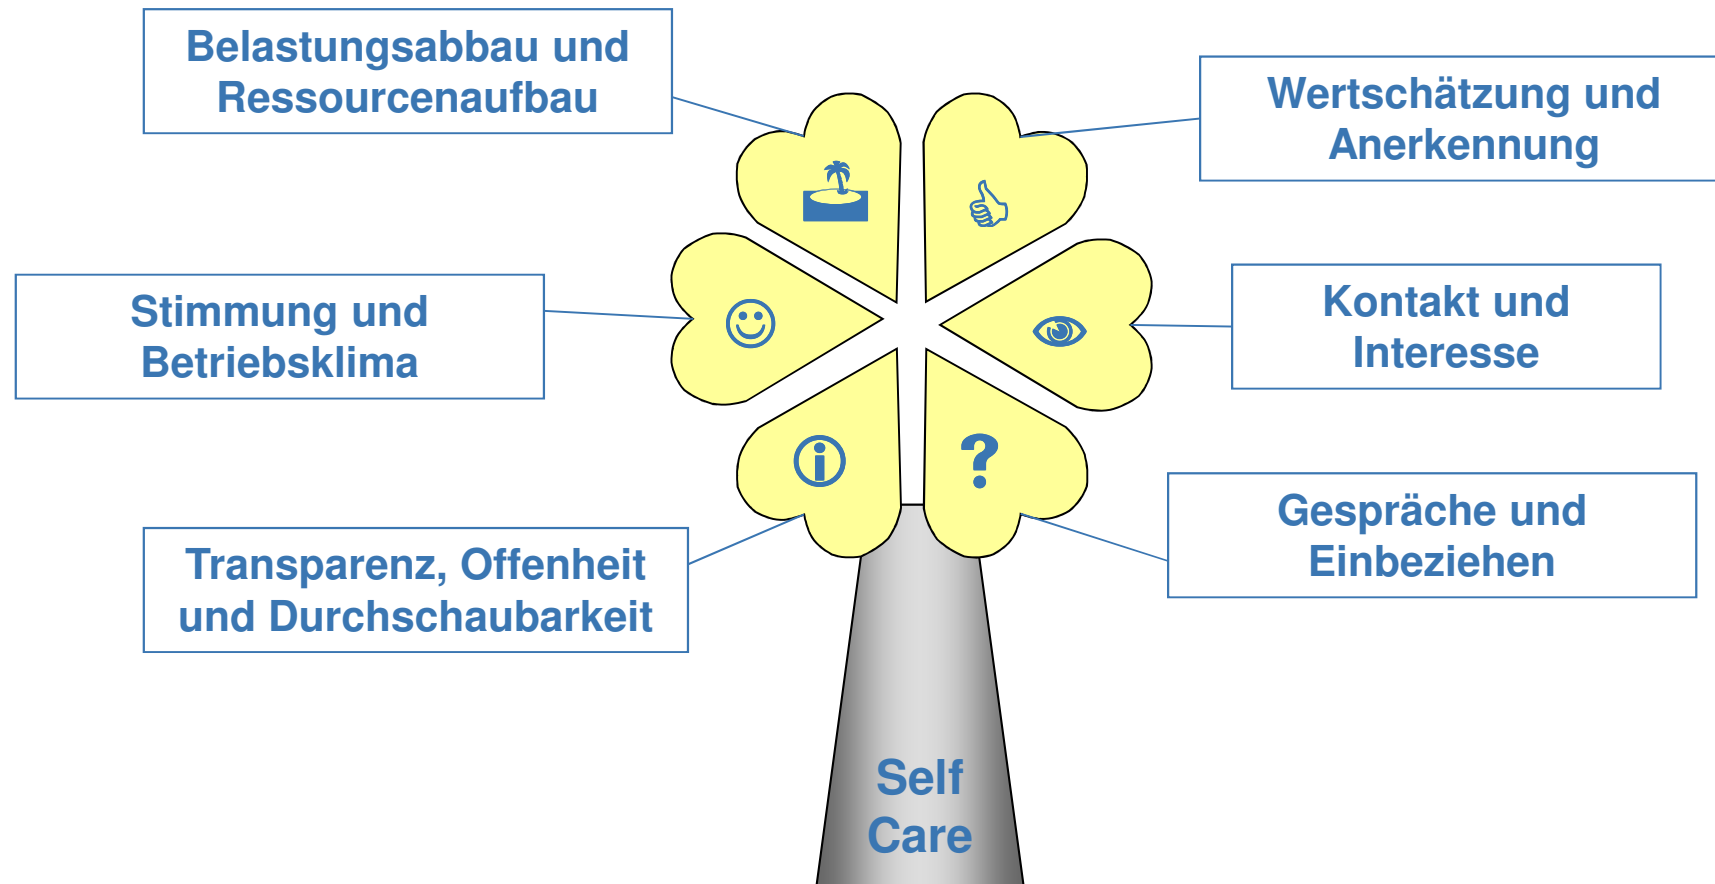 Belastungsabbau und
Ressourcenaufbau
Wertschätzung und
Anerkennung
Stimmung und
Betriebsklima
Kontakt und
Interesse
Transparenz, Offenheit
und Durchschaubarkeit
Gespräche und
Einbeziehen
?
Self
Care